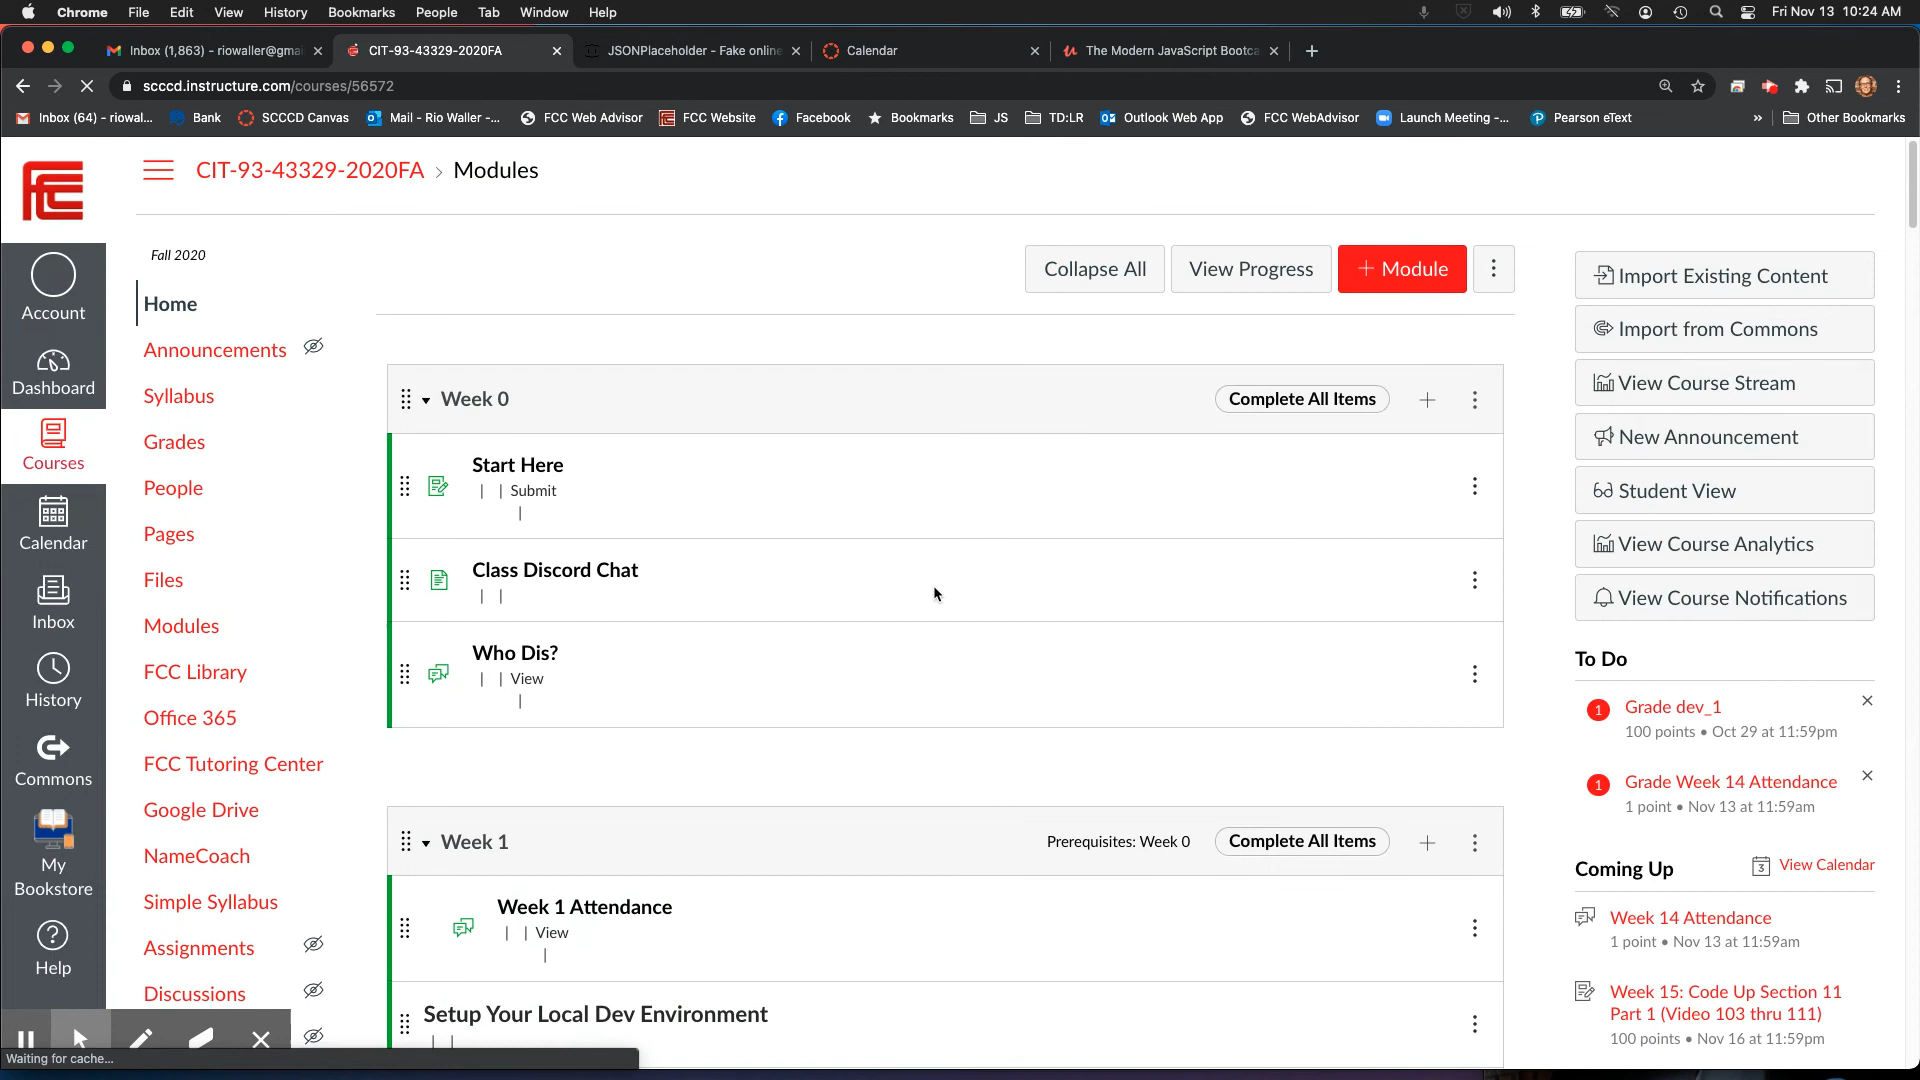 Chrome File Edit View History Bookmarks People Tab Window Help Fri Nov 13 10:24 AM
Inbox (1,863) - riowaller@gmai CIT-93-43329-2020FA JSONPlaceholder - Fake online Calendar The Modern JavaScript Bootca
scccd.instructure.com/courses/56572
Inbox (64) - riowal... Bank SCCCD Canvas Mail - Rio Waller -... FCC Web Advisor FCC Website Facebook Bookmarks JS TD:LR Outlook Web App FCC WebAdvisor Launch Meeting -... Pearson eText » Other Bookmarks
CIT-93-43329-2020FA › Modules
Fall 2020
Home
Announcements
Syllabus
Grades
People
Pages
Files
Modules
FCC Library
Office 365
FCC Tutoring Center
Google Drive
NameCoach
Simple Syllabus
Assignments
Discussions
FCC
Account
Dashboard
Courses
Calendar
Inbox
History
Commons
My
Bookstore
Help
Collapse All View Progress + Module
Week 0 Complete All Items
Start Here
| | Submit
|
Class Discord Chat
| |
Who Dis?
| | View
|
Week 1 Prerequisites: Week 0 Complete All Items
Week 1 Attendance
| | View
|
Setup Your Local Dev Environment
| |
Import Existing Content
Import from Commons
View Course Stream
New Announcement
Student View
View Course Analytics
View Course Notifications
To Do
1 Grade dev_1
100 points • Oct 29 at 11:59pm
1 Grade Week 14 Attendance
1 point • Nov 13 at 11:59am
Coming Up 3 View Calendar
Week 14 Attendance
1 point • Nov 13 at 11:59am
Week 15: Code Up Section 11
Part 1 (Video 103 thru 111)
100 points • Nov 16 at 11:59pm
Waiting for cache...